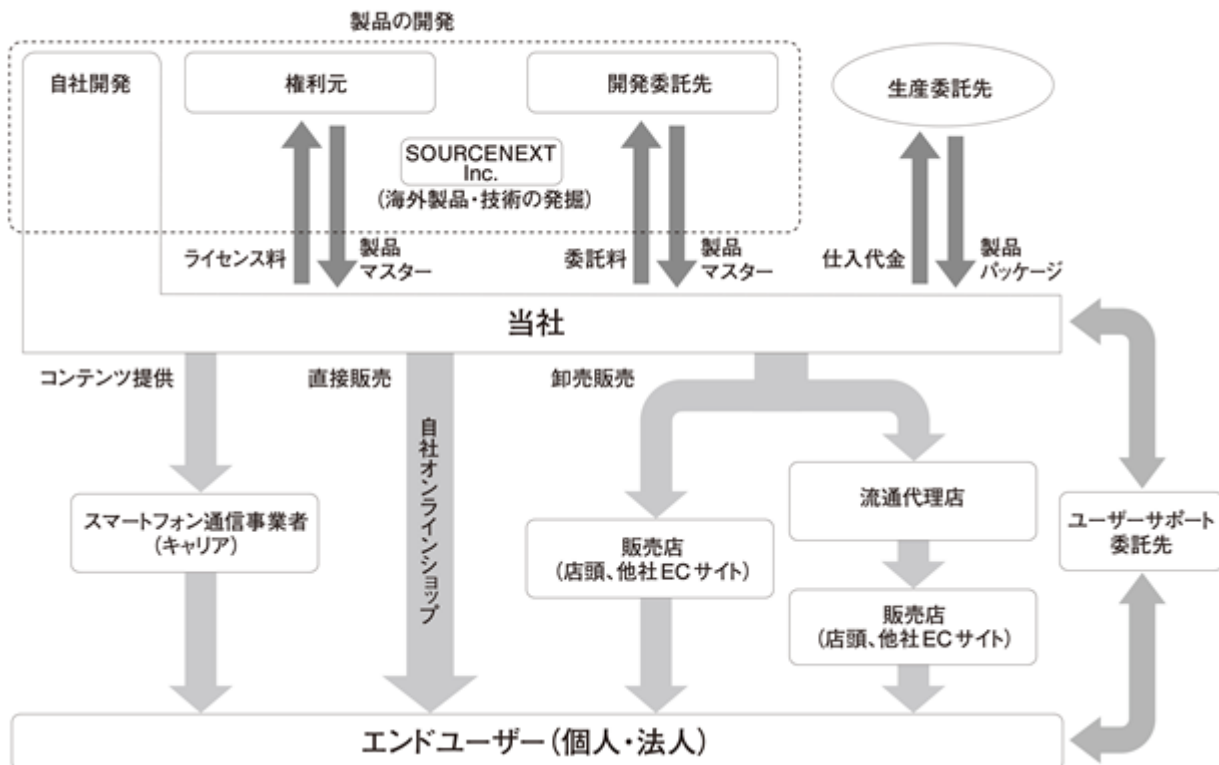 製品の開発
自社開発
権利元
開発委託先
生産委託先
SOURCENEXT
Inc.
(海外製品・技術の発掘)
ライセンス料
製品
マスター
委託料
製品
マスター
仕入代金
製品
パッケージ
当社
コンテンツ提供
直接販売
卸売販売
自社オンラインショップ
スマートフォン通信事業者
(キャリア)
販売店
(店頭、他社ECサイト)
流通代理店
販売店
(店頭、他社ECサイト)
ユーザーサポート
委託先
エンドユーザー(個人・法人)